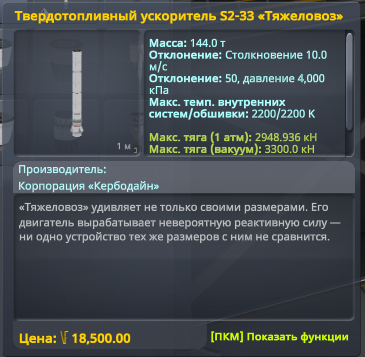 Твердотопливный ускоритель S2-33 «Тяжеловоз»
Масса: 144.0 т
Отклонение: Столкновение 10.0
м/с
Отклонение: 50, давление 4,000
кПа
Макс. темп. внутренних
систем/обшивки: 2200/2200 К
Макс. тяга (1 атм): 2948.936 кН
Макс. тяга (вакуум): 3300.0 кН
1 м
Производитель:
Корпорация «Кербодайн»
«Тяжеловоз» удивляет не только своими размерами. Его
двигатель вырабатывает невероятную реактивную силу —
ни одно устройство тех же размеров с ним не сравнится.
Цена: 18,500.00
[ПКМ] Показать функции